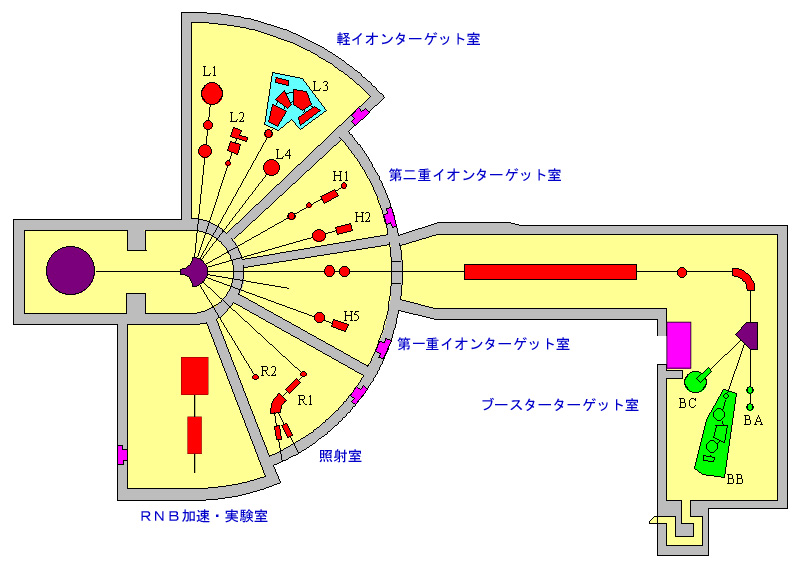 軽イオンターゲット室
L1
L3
L2
L4
第二重イオンターゲット室
H1
H2
H5
第一重イオンターゲット室
R2
R1
BC
ブースターターゲット室
BA
照射室
BB
RNB加速・実験室